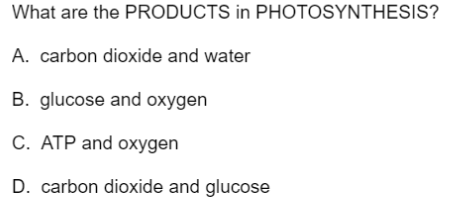 What are the PRODUCTS in PHOTOSYNTHESIS?
A. carbon dioxide and water
B. glucose and oxygen
C. ATP and oxygen
D. carbon dioxide and glucose